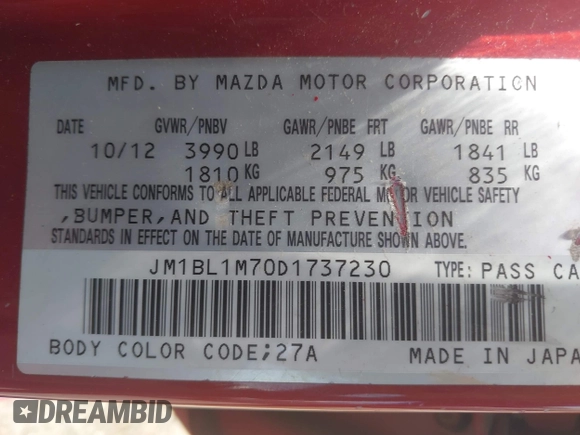 MFD. BY MAZDA MOTOR CORPORATION
DATE GVWR/PNBV GAWR/PNBE FRT GAWR/PNBE RR
10/12 3990 LB 2149 LB 1841 LB
1810 KG 975 KG 835 KG
THIS VEHICLE CONFORMS TO ALL APPLICABLE FEDERAL MOTOR VEHICLE SAFETY
,BUMPER,AND THEFT PREVENTION
STANDARDS IN EFFECT ON THE DATE OF MANUFACTURE SHOWN ABOVE.
JM1BL1M70D1737230 TYPE: PASS CA
BODY COLOR CODE;27A MADE IN JAPA
DREAMBID